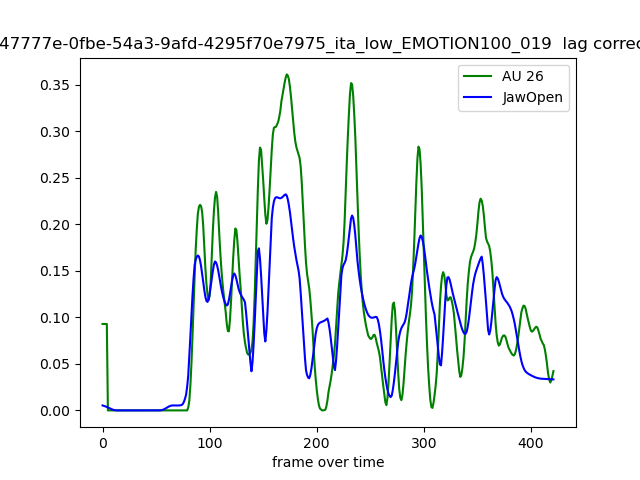 47777e-0fbe-54a3-9afd-4295f70e7975_ita_low_EMOTION100_019 lag correc
AU 26
JawOpen
0.35
0.30
0.25
0.20
0.15
0.10
0.05
0.00
0 100 200 300 400
frame over time